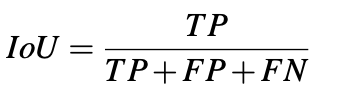 IoU = TP / (TP + FP + FN)